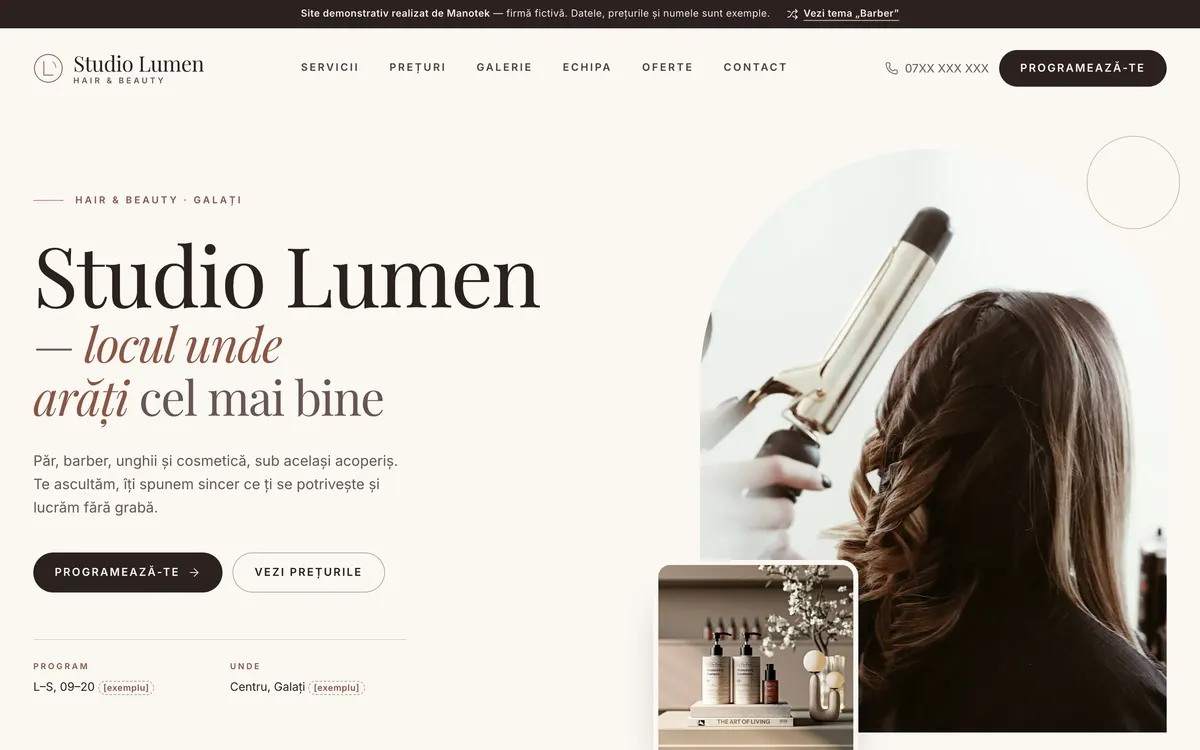 Site demonstrativ realizat de Manotek — firmă fictivă. Datele, prețurile și numele sunt exemple. Vezi tema „Barber”
Studio Lumen
HAIR & BEAUTY
SERVICII PREȚURI GALERIE ECHIPA OFERTE CONTACT
07XX XXX XXX
PROGRAMEAZĂ-TE
HAIR & BEAUTY · GALAȚI
Studio Lumen
— locul unde
arăți cel mai bine
Păr, barber, unghii și cosmetică, sub același acoperiș.
Te ascultăm, îți spunem sincer ce ți se potrivește și
lucrăm fără grabă.
PROGRAMEAZĂ-TE → VEZI PREȚURILE
PROGRAM UNDE
L–S, 09–20 [exemplu] Centru, Galați [exemplu]
THE ART OF LIVING